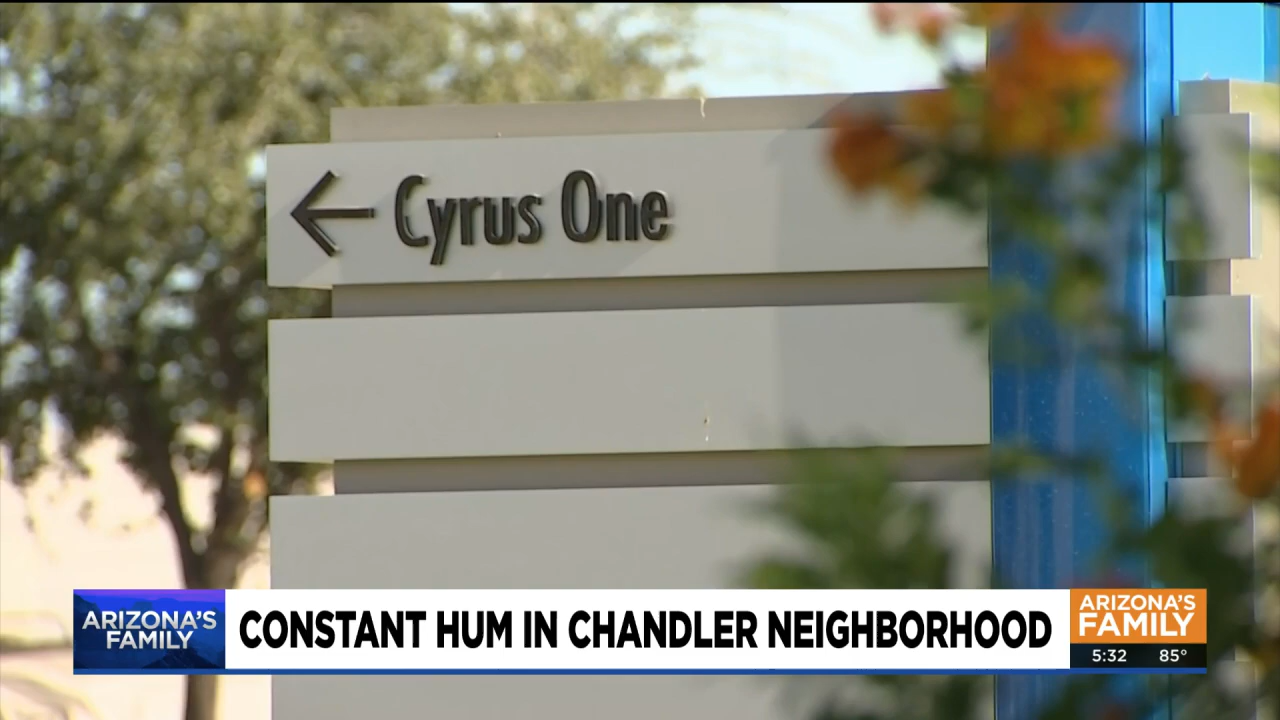 ← Cyrus One
ARIZONA'S
FAMILY
CONSTANT HUM IN CHANDLER NEIGHBORHOOD
ARIZONA'S
FAMILY
5:32 85°